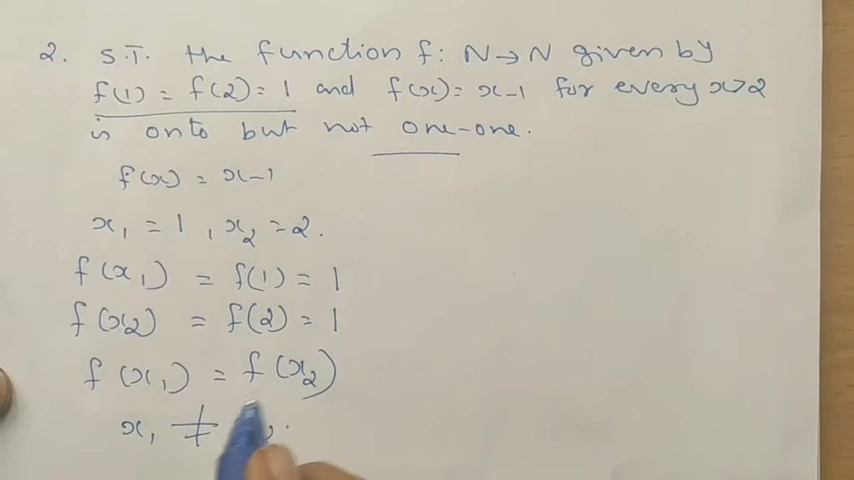 2. S.T. the function f: N→N given by
f(1) = f(2) = 1 and f(x) = x-1 for every x>2
is onto but not one-one.
f(x) = x-1
x₁ = 1, x₂ = 2.
f(x₁) = f(1) = 1
f(x₂) = f(2) = 1
f(x₁) = f(x₂)
x₁ ≠